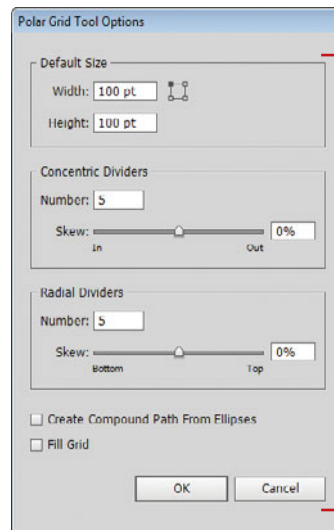 Polar Grid Tool Options
Default Size
Width: 100 pt
Height: 100 pt
Concentric Dividers
Number: 5
Skew: 0%
In Out
Radial Dividers
Number: 5
Skew: 0%
Bottom Top
Create Compound Path From Ellipses
Fill Grid
OK Cancel